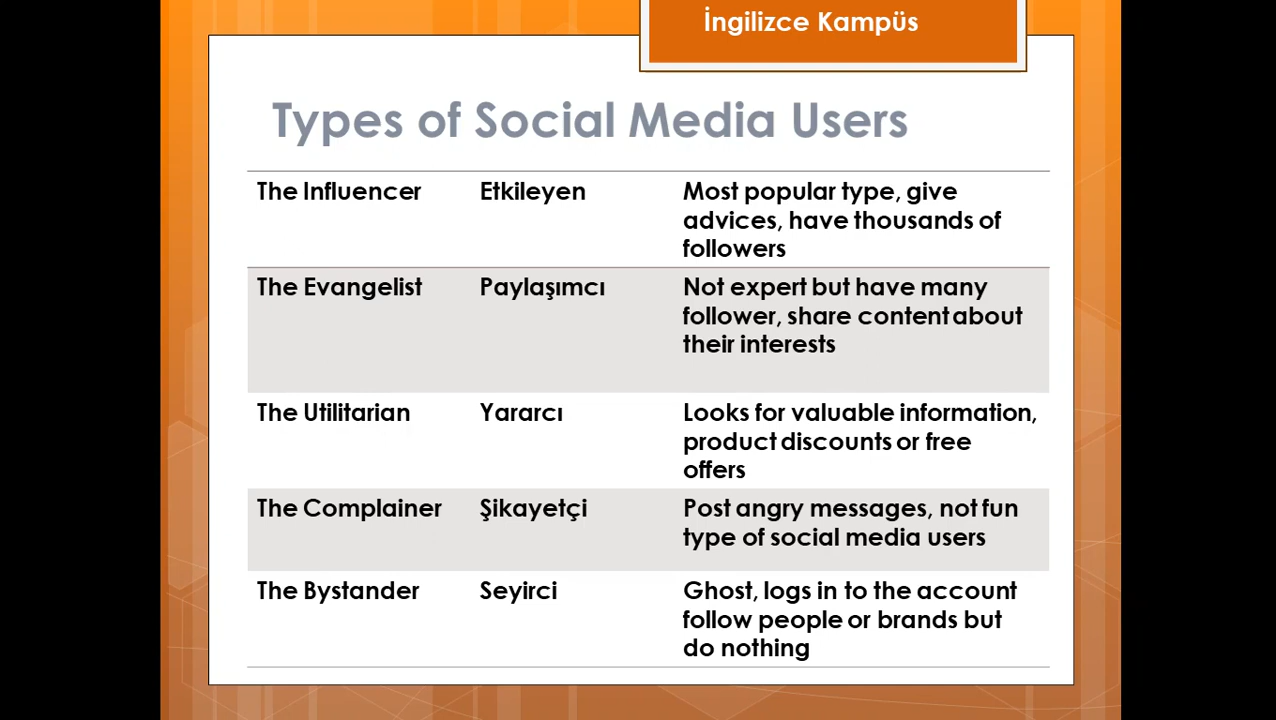 İngilizce Kampüs
Types of Social Media Users
The Influencer
Etkileyen
Most popular type, give
advices, have thousands of
followers
The Evangelist
Paylaşımcı
Not expert but have many
follower, share content about
their interests
The Utilitarian
Yararcı
Looks for valuable information,
product discounts or free
offers
The Complainer
Şikayetçi
Post angry messages, not fun
type of social media users
The Bystander
Seyirci
Ghost, logs in to the account
follow people or brands but
do nothing